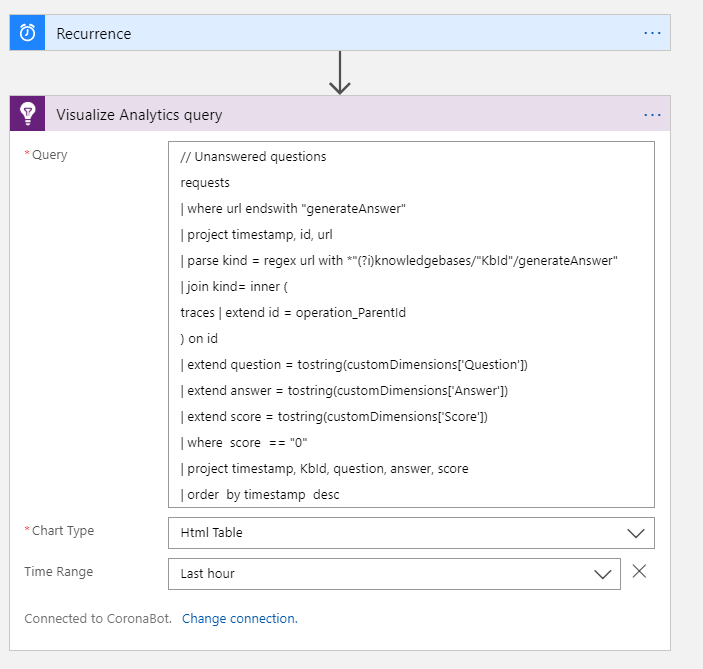 Recurrence
Visualize Analytics query
* Query
// Unanswered questions
requests
| where url endswith "generateAnswer"
| project timestamp, id, url
| parse kind = regex url with *"(?i)knowledgebases/"KbId"/generateAnswer"
| join kind= inner (
traces | extend id = operation_ParentId
) on id
| extend question = tostring(customDimensions['Question'])
| extend answer = tostring(customDimensions['Answer'])
| extend score = tostring(customDimensions['Score'])
| where  score  == "0"
| project timestamp, KbId, question, answer, score
| order  by timestamp  desc
* Chart Type
Html Table
Time Range
Last hour
Connected to CoronaBot. Change connection.